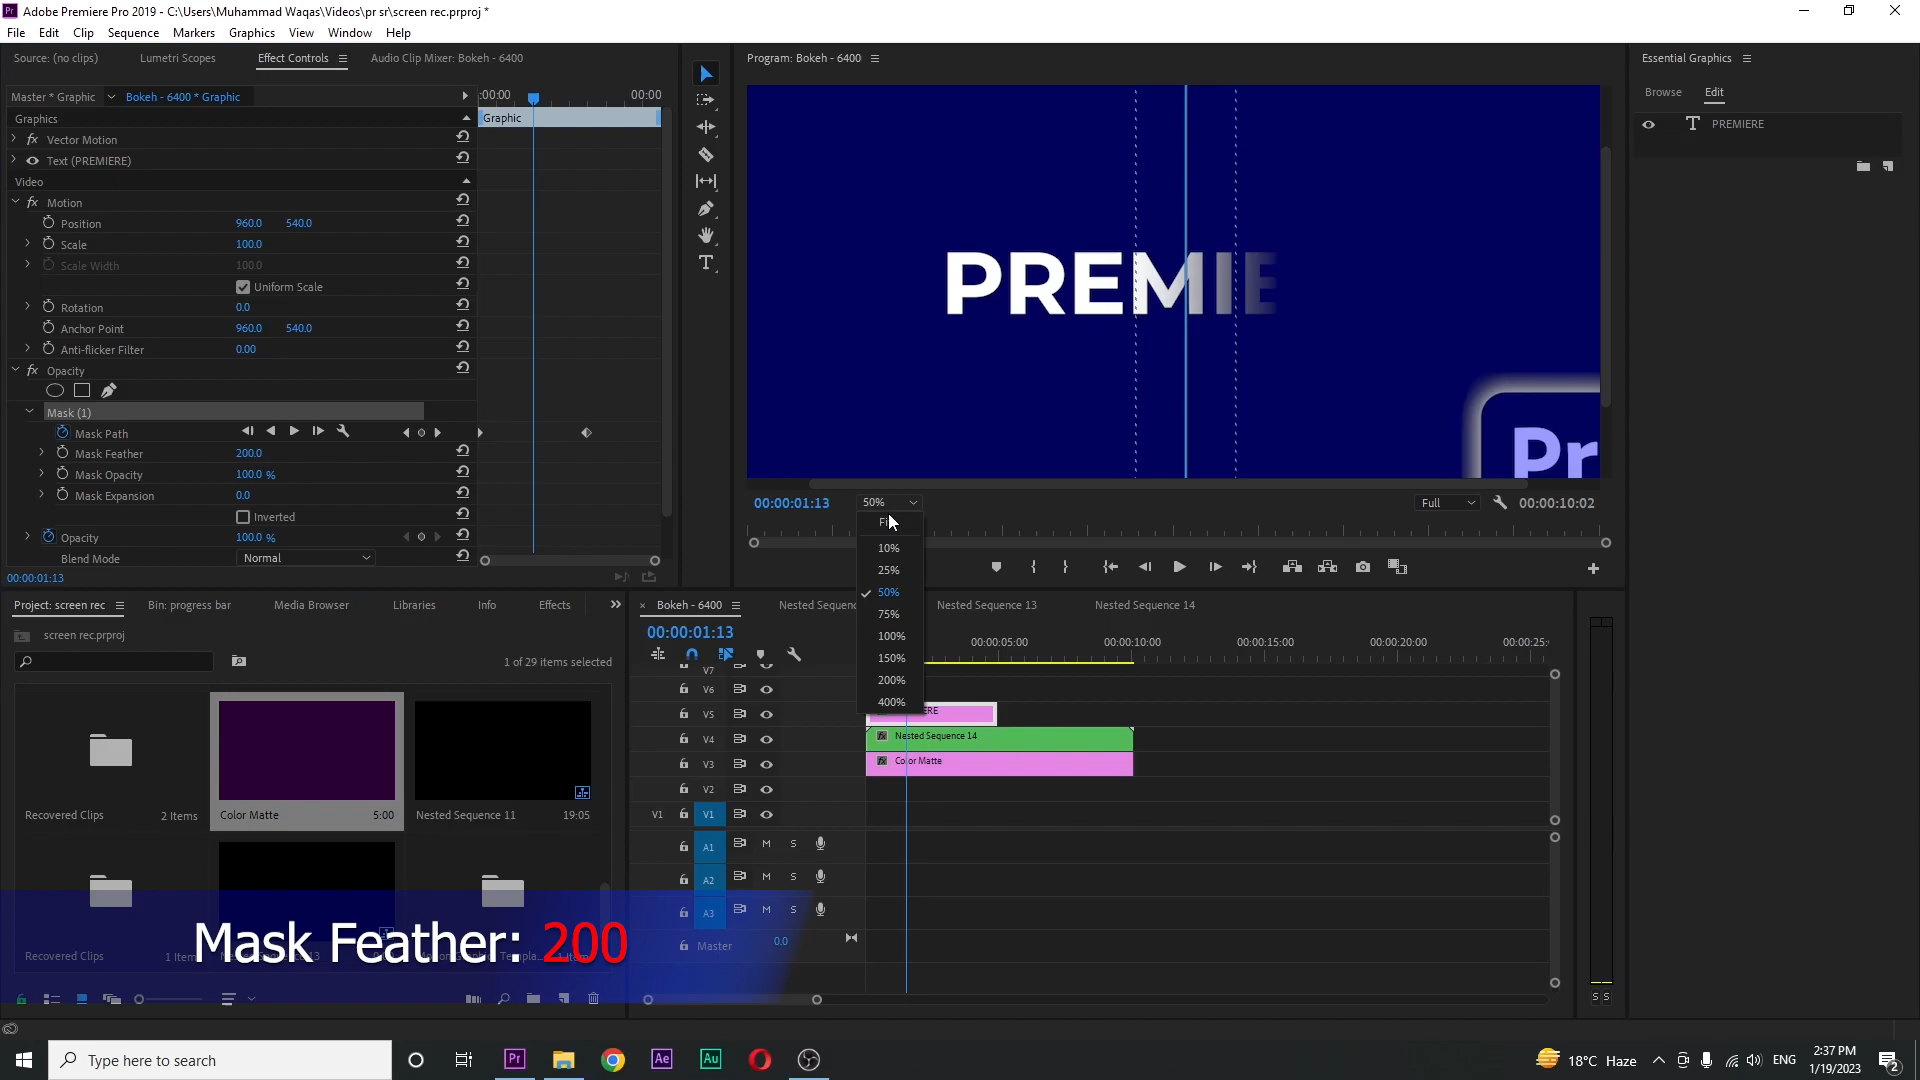 Adobe Premiere Pro 2019 - C:\Users\Muhammad Waqas\Videos\pr sr\screen rec.prproj *
File Edit Clip Sequence Markers Graphics View Window Help
Source: (no clips) Lumetri Scopes Effect Controls Audio Clip Mixer: Bokeh - 6400
Program: Bokeh - 6400
Essential Graphics
Browse Edit
PREMIERE
Master * Graphic Bokeh - 6400 * Graphic
:00:00 00:00
Graphics
Graphic
fx Vector Motion
Text (PREMIERE)
Video
fx Motion
Position 960.0 540.0
Scale 100.0
Scale Width 100.0
Uniform Scale
Rotation 0.0
Anchor Point 960.0 540.0
Anti-flicker Filter 0.00
fx Opacity
Mask (1)
Mask Path
Mask Feather 200.0
Mask Opacity 100.0 %
Mask Expansion 0.0
Inverted
Opacity 100.0 %
Blend Mode Normal
00:00:01:13
PREMIE
Pr
00:00:01:13 50% Full 00:00:10:02
10%
25%
50%
75%
100%
150%
200%
400%
Project: screen rec Bin: progress bar Media Browser Libraries Info Effects
screen rec.prproj
1 of 29 items selected
Recovered Clips 2 Items
Color Matte 5:00
Nested Sequence 11 19:05
Recovered Clips
Mask Feather: 200
Bokeh - 6400 Nested Sequenc Nested Sequence 13 Nested Sequence 14
00:00:01:13
00:00:05:00 00:00:10:00 00:00:15:00 00:00:20:00 00:00:25:
V7
V6
V5 ERE
V4 fx Nested Sequence 14
V3 fx Color Matte
V2
V1 V1
A1 M S
A2 M S
A3 M S
Master 0.0
S S
Type here to search
Pr Ae Au
18°C Haze ENG 2:37 PM
1/19/2023
2